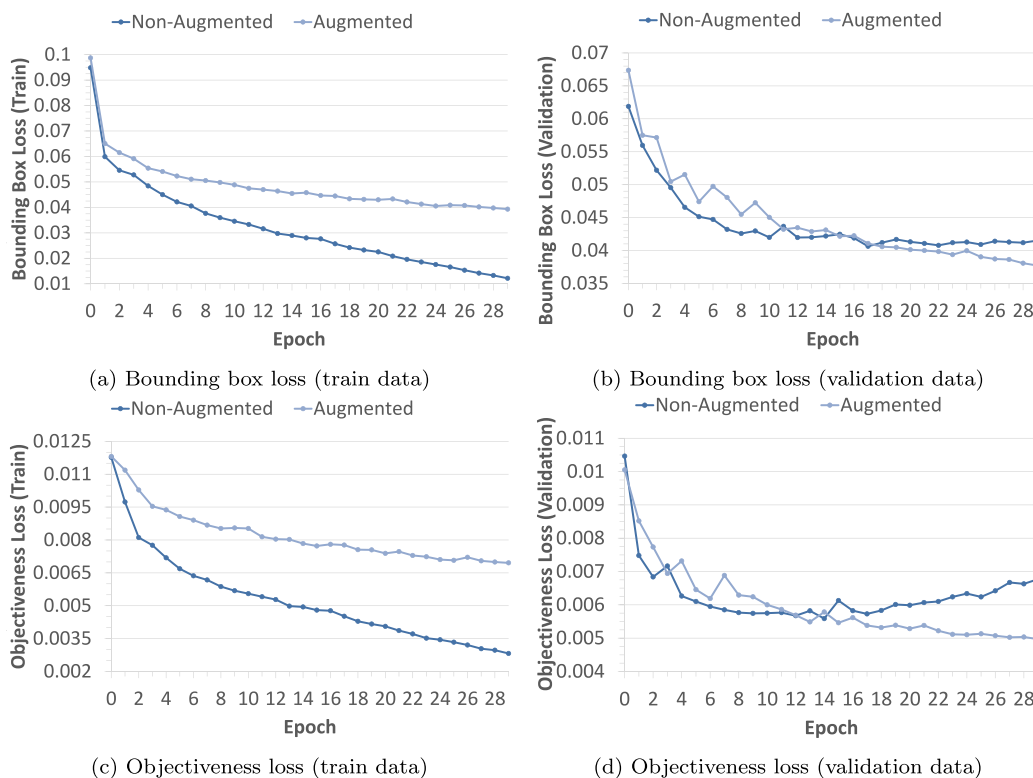 Non-Augmented Augmented
Bounding Box Loss (Train)
0.1
0.09
0.08
0.07
0.06
0.05
0.04
0.03
0.02
0.01
0 2 4 6 8 10 12 14 16 18 20 22 24 26 28
Epoch
(a) Bounding box loss (train data)
Non-Augmented Augmented
Bounding Box Loss (Validation)
0.07
0.065
0.06
0.055
0.05
0.045
0.04
0.035
0 2 4 6 8 10 12 14 16 18 20 22 24 26 28
Epoch
(b) Bounding box loss (validation data)
Non-Augmented Augmented
Objectiveness Loss (Train)
0.0125
0.011
0.0095
0.008
0.0065
0.005
0.0035
0.002
0 2 4 6 8 10 12 14 16 18 20 22 24 26 28
Epoch
(c) Objectiveness loss (train data)
Non-Augmented Augmented
Objectiveness Loss (Validation)
0.011
0.01
0.009
0.008
0.007
0.006
0.005
0.004
0 2 4 6 8 10 12 14 16 18 20 22 24 26 28
Epoch
(d) Objectiveness loss (validation data)